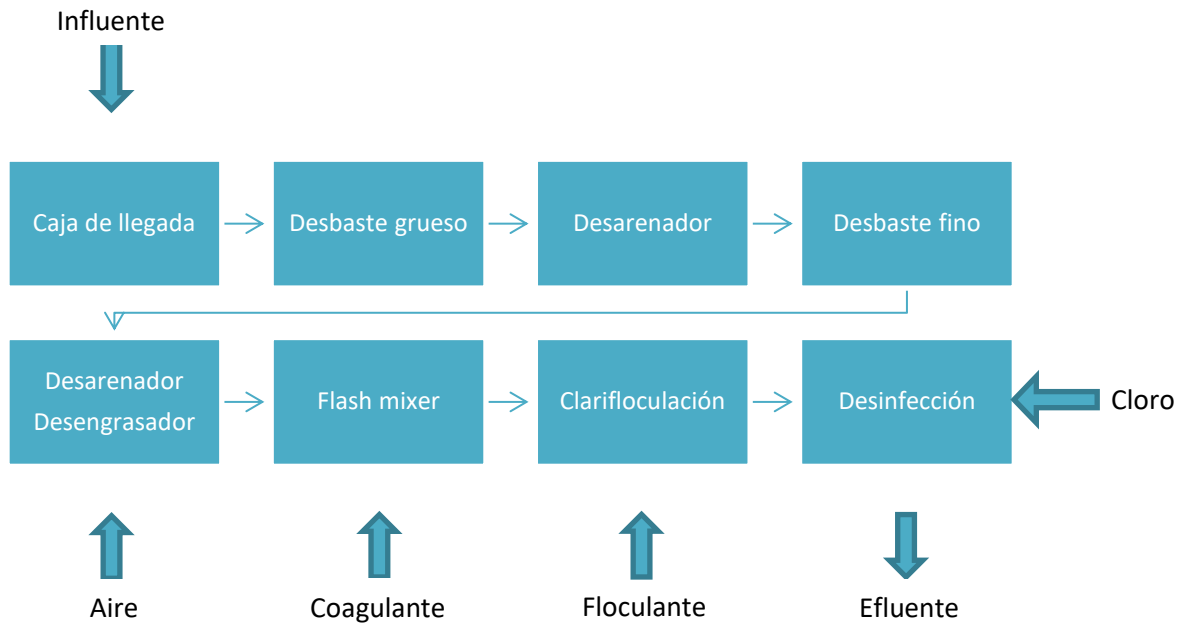 Influente
Caja de llegada
Desbaste grueso
Desarenador
Desbaste fino
Desarenador
Desengrasador
Flash mixer
Clarifloculación
Desinfección
Cloro
Aire
Coagulante
Floculante
Efluente